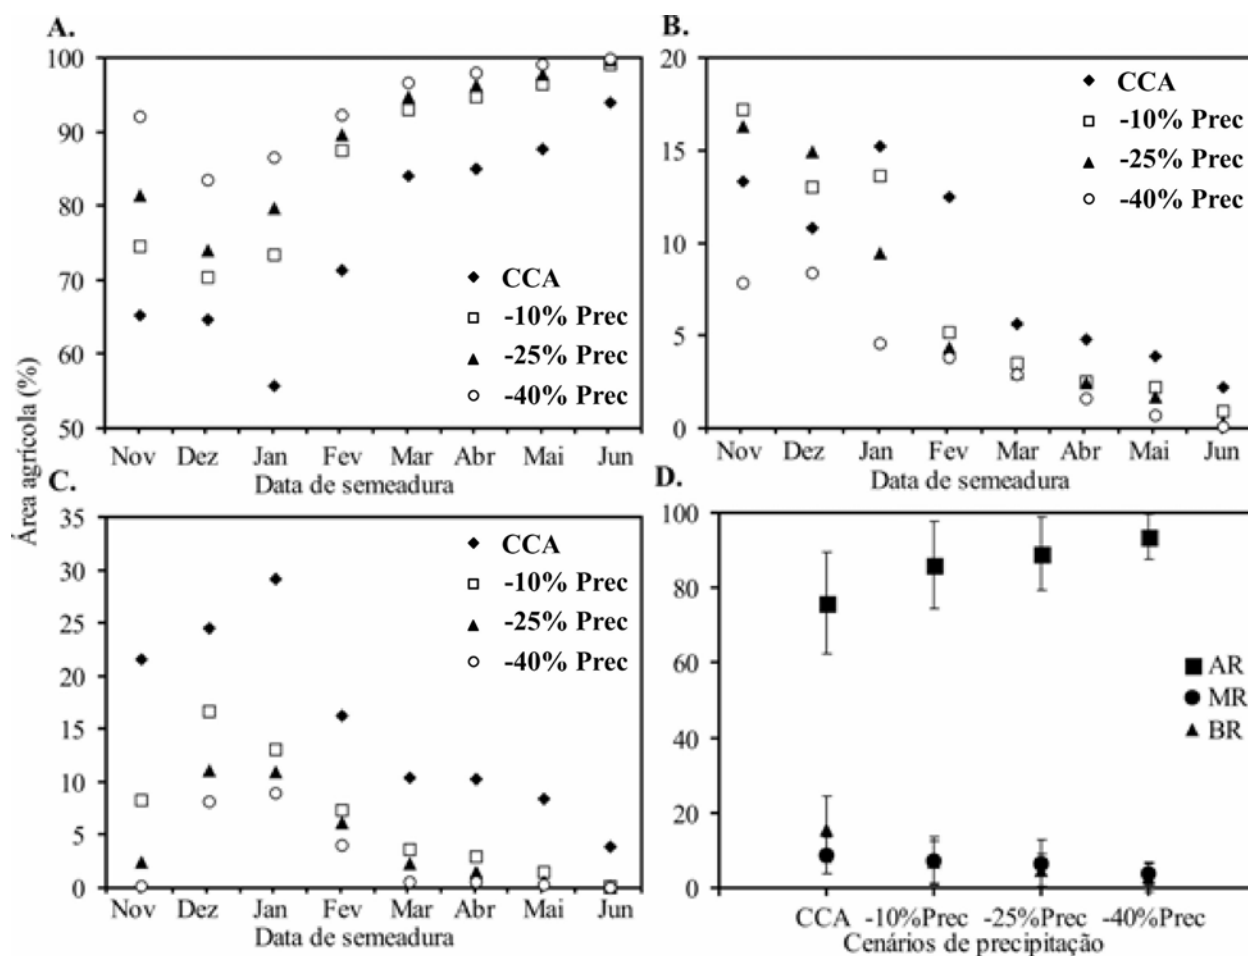 A.
100
90
80
70
60
50
CCA
-10% Prec
-25% Prec
-40% Prec
Nov Dez Jan Fev Mar Abr Mai Jun
Data de semeadura
B.
20
15
10
5
0
CCA
-10% Prec
-25% Prec
-40% Prec
Nov Dez Jan Fev Mar Abr Mai Jun
Data de semeadura
Área agrícola (%)
C.
35
30
25
20
15
10
5
0
CCA
-10% Prec
-25% Prec
-40% Prec
Nov Dez Jan Fev Mar Abr Mai Jun
Data de semeadura
D.
100
80
60
40
20
0
AR
MR
BR
CCA -10%Prec -25%Prec -40%Prec
Cenários de precipitação